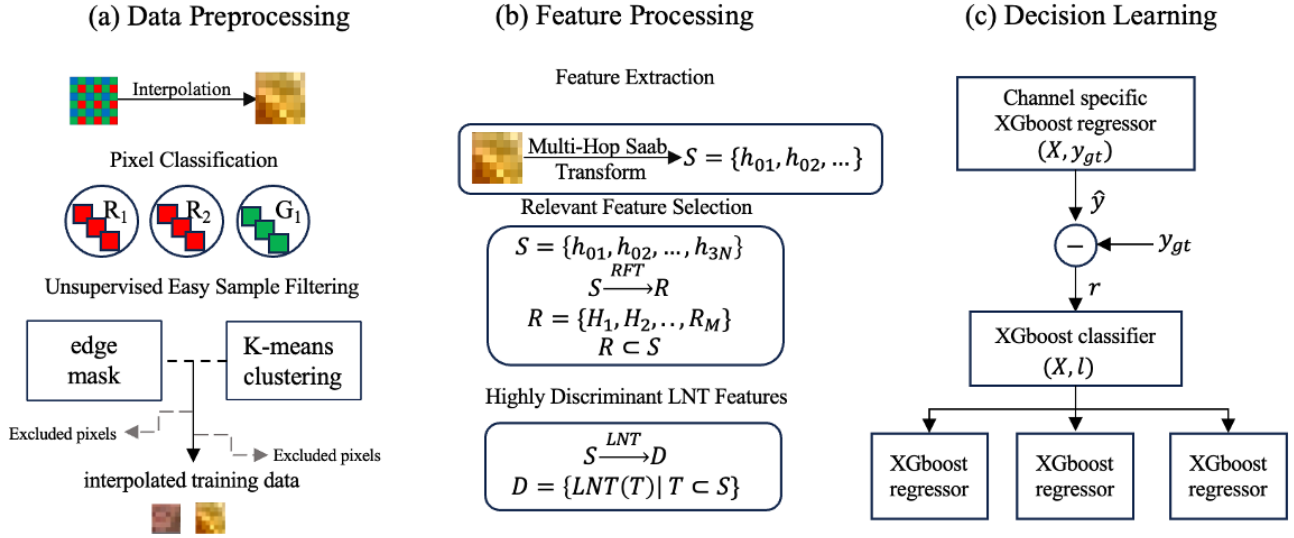 (a) Data Preprocessing
Interpolation
Pixel Classification
R₁
R₂
G₁
Unsupervised Easy Sample Filtering
edge
mask
K-means
clustering
Excluded pixels
Excluded pixels
interpolated training data
(b) Feature Processing
Feature Extraction
Multi-Hop Saab
Transform
S = {h₀₁, h₀₂, ...}
Relevant Feature Selection
S = {h₀₁, h₀₂, ..., h₃N}
RFT
S⟶R
R = {H₁, H₂,.., R_M}
R ⊂ S
Highly Discriminant LNT Features
LNT
S⟶D
D = {LNT(T)| T ⊂ S}
(c) Decision Learning
Channel specific
XGboost regressor
(X, y_gt)
ŷ
−
y_gt
r
XGboost classifier
(X, l)
XGboost
regressor
XGboost
regressor
XGboost
regressor